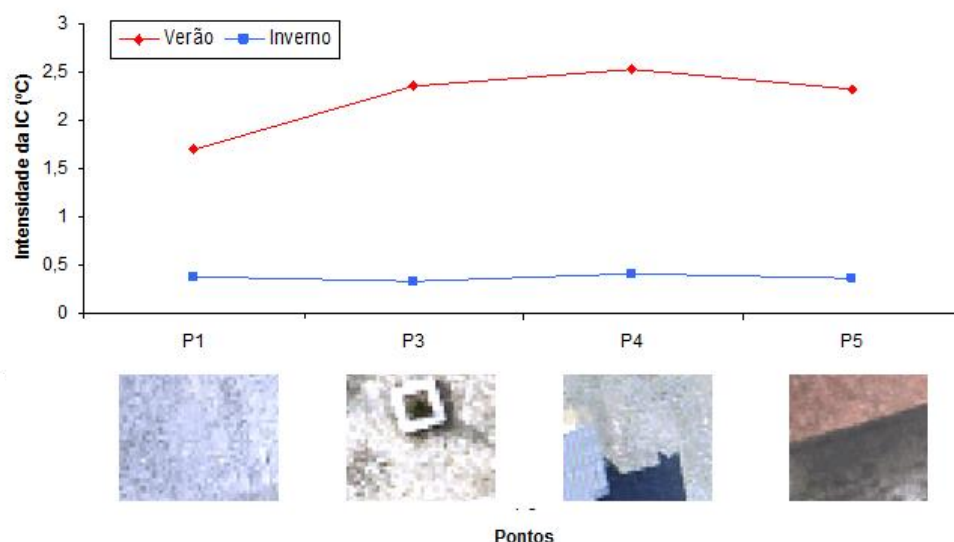 Verão Inverno
Intensidade da IC (ºC)
3
2,5
2
1,5
1
0,5
0
P1 P3 P4 P5
Pontos